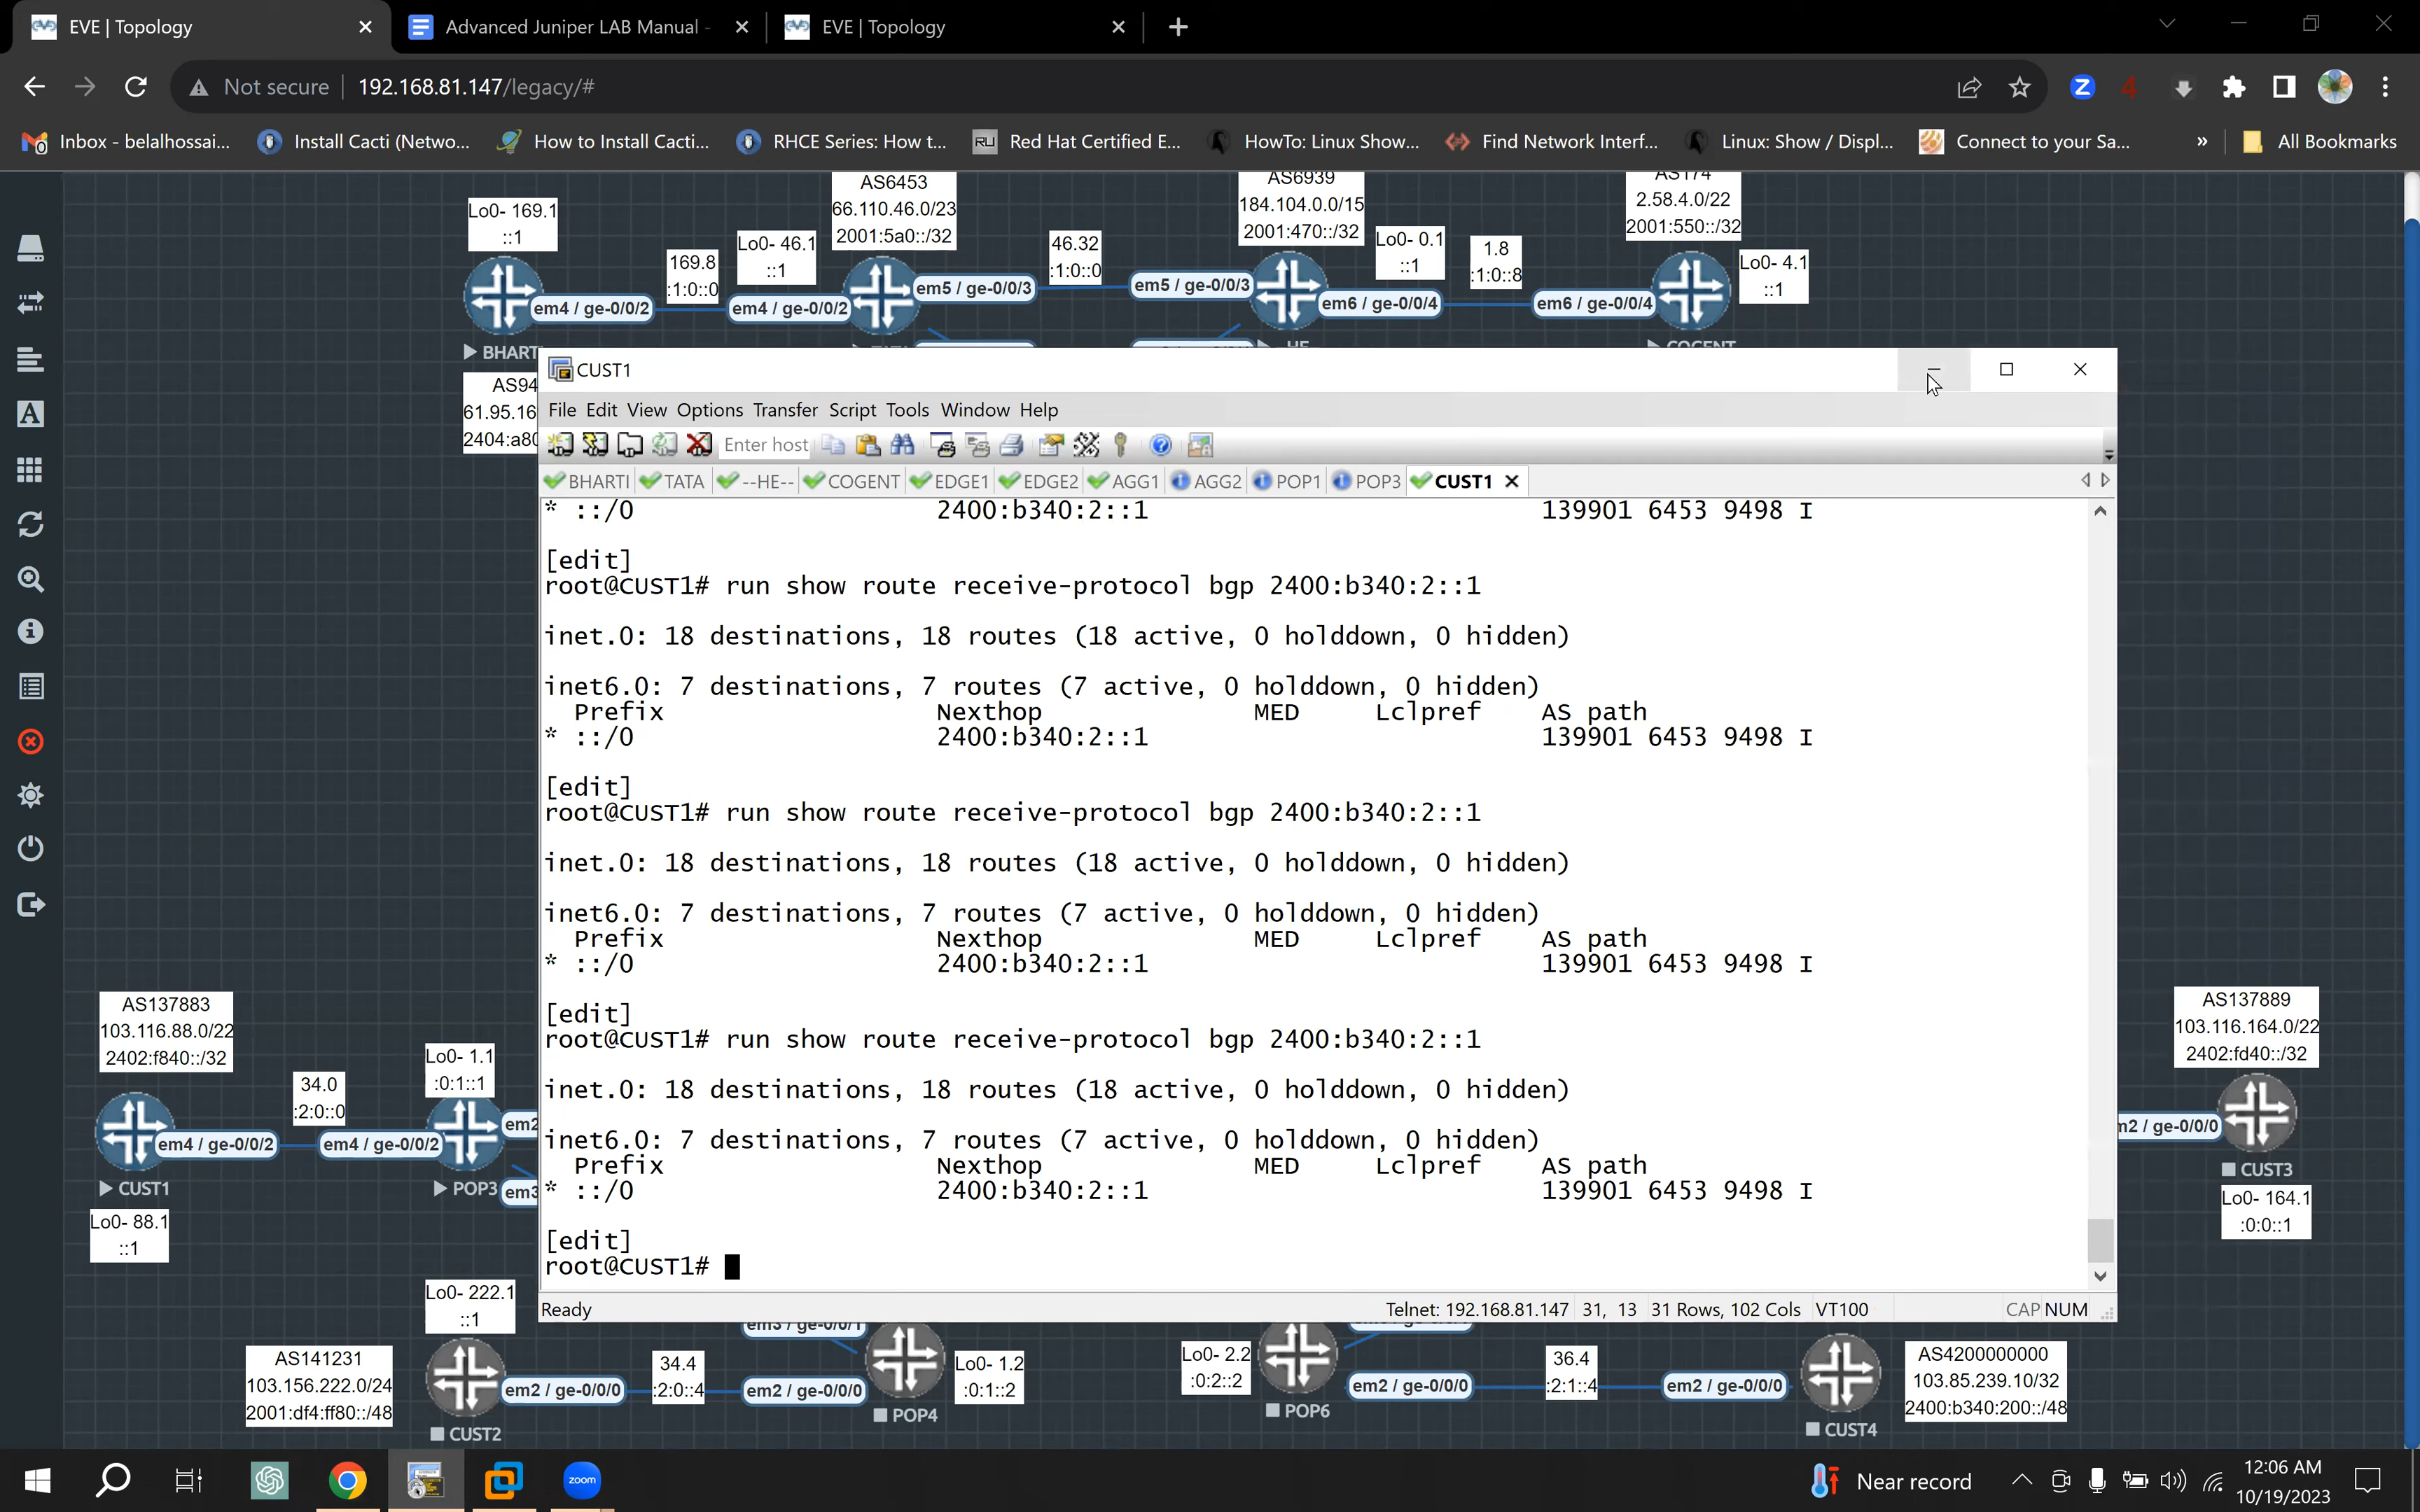 EVE | Topology
Advanced Juniper LAB Manual -
EVE | Topology
Not secure
192.168.81.147/legacy/#
Inbox - belalhossai...
Install Cacti (Netwo...
How to Install Cacti...
RHCE Series: How t...
Red Hat Certified E...
HowTo: Linux Show...
Find Network Interf...
Linux: Show / Displ...
Connect to your Sa...
»
All Bookmarks
Lo0- 169.1
::1
169.8
:1:0::0
Lo0- 46.1
::1
AS6453
66.110.46.0/23
2001:5a0::/32
46.32
:1:0::0
AS6939
184.104.0.0/15
2001:470::/32
Lo0- 0.1
::1
1.8
:1:0::8
AS174
2.58.4.0/22
2001:550::/32
Lo0- 4.1
::1
em4 / ge-0/0/2
em4 / ge-0/0/2
em5 / ge-0/0/3
em5 / ge-0/0/3
em6 / ge-0/0/4
em6 / ge-0/0/4
BHART
HE
COGENT
AS94
61.95.16
2404:a80
CUST1
File Edit View Options Transfer Script Tools Window Help
Enter host
BHARTI
TATA
--HE--
COGENT
EDGE1
EDGE2
AGG1
AGG2
POP1
POP3
CUST1
* ::/0 2400:b340:2::1 139901 6453 9498 I
[edit]
root@CUST1# run show route receive-protocol bgp 2400:b340:2::1
inet.0: 18 destinations, 18 routes (18 active, 0 holddown, 0 hidden)
inet6.0: 7 destinations, 7 routes (7 active, 0 holddown, 0 hidden)
Prefix Nexthop MED Lclpref AS path
* ::/0 2400:b340:2::1 139901 6453 9498 I
[edit]
root@CUST1# run show route receive-protocol bgp 2400:b340:2::1
inet.0: 18 destinations, 18 routes (18 active, 0 holddown, 0 hidden)
inet6.0: 7 destinations, 7 routes (7 active, 0 holddown, 0 hidden)
Prefix Nexthop MED Lclpref AS path
* ::/0 2400:b340:2::1 139901 6453 9498 I
[edit]
root@CUST1# run show route receive-protocol bgp 2400:b340:2::1
inet.0: 18 destinations, 18 routes (18 active, 0 holddown, 0 hidden)
inet6.0: 7 destinations, 7 routes (7 active, 0 holddown, 0 hidden)
Prefix Nexthop MED Lclpref AS path
* ::/0 2400:b340:2::1 139901 6453 9498 I
[edit]
root@CUST1#
Ready
Telnet: 192.168.81.147 31, 13 31 Rows, 102 Cols VT100 CAP NUM
AS137883
103.116.88.0/22
2402:f840::/32
34.0
:2:0::0
Lo0- 1.1
:0:1::1
em4 / ge-0/0/2
em4 / ge-0/0/2
em2
em3
CUST1
POP3
Lo0- 88.1
::1
AS137889
103.116.164.0/22
2402:fd40::/32
m2 / ge-0/0/0
CUST3
Lo0- 164.1
:0:0::1
Lo0- 222.1
::1
AS141231
103.156.222.0/24
2001:df4:ff80::/48
em2 / ge-0/0/0
34.4
:2:0::4
em3 / ge-0/0/1
em2 / ge-0/0/0
Lo0- 1.2
:0:1::2
CUST2
POP4
Lo0- 2.2
:0:2::2
em2 / ge-0/0/0
36.4
:2:1::4
em2 / ge-0/0/0
POP6
CUST4
AS4200000000
103.85.239.10/32
2400:b340:200::/48
zoom
Near record
12:06 AM
10/19/2023